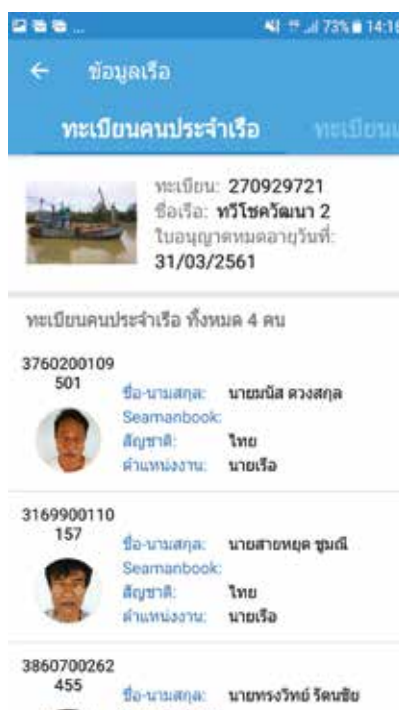 ... 73% 14:16
ข้อมูลเรือ
ทะเบียนคนประจำเรือ
ทะเบียน: 270929721
ชื่อเรือ: ทวีโชควัฒนา 2
ใบอนุญาตหมดอายุวันที่:
31/03/2561
ทะเบียนคนประจำเรือ ทั้งหมด 4 คน
3760200109
501
ชื่อ-นามสกุล: นายมนัส ดวงสกุล
Seamanbook:
สัญชาติ: ไทย
ตำแหน่งงาน: นายเรือ
3169900110
157
ชื่อ-นามสกุล: นายสายหยุด ชุมณี
Seamanbook:
สัญชาติ: ไทย
ตำแหน่งงาน: นายเรือ
3860700262
455
ชื่อ-นามสกุล: นายทรงวิทย์ รัตนชัย